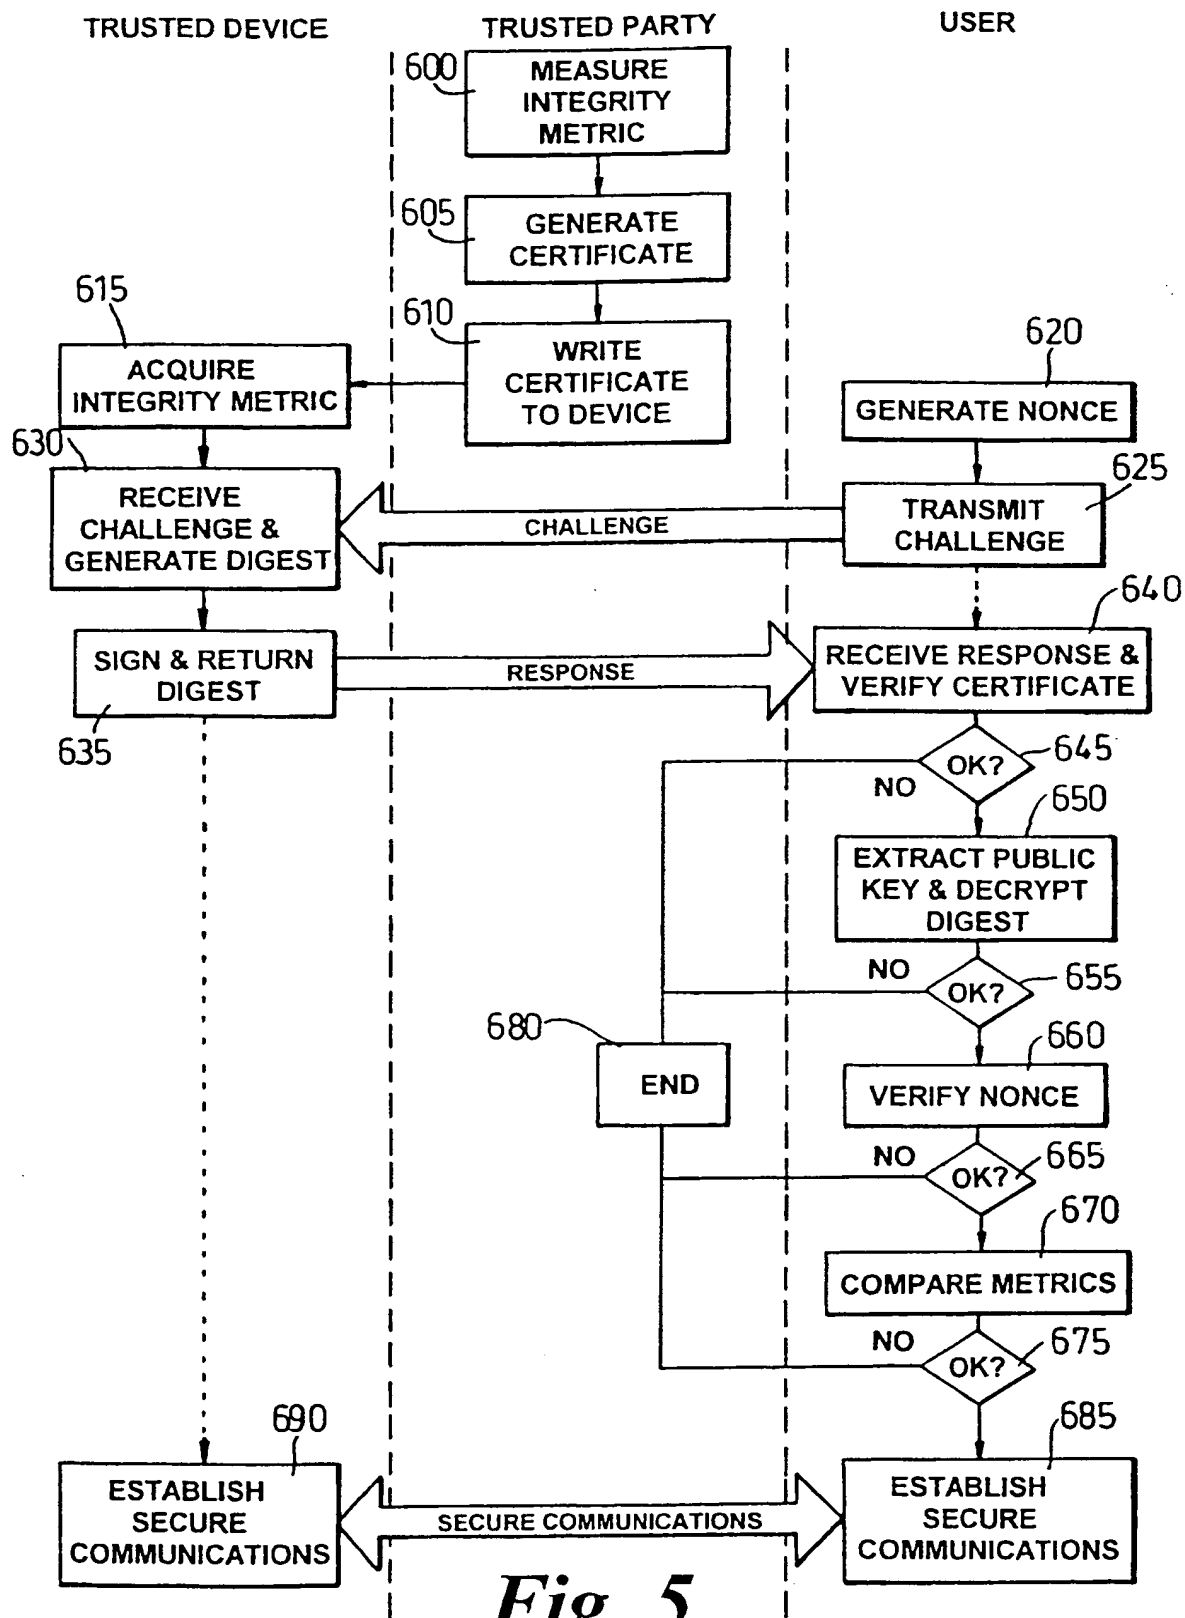 TRUSTED DEVICE
TRUSTED PARTY
USER
600
MEASURE
INTEGRITY
METRIC
605
GENERATE
CERTIFICATE
610
WRITE
CERTIFICATE
TO DEVICE
615
ACQUIRE
INTEGRITY METRIC
620
GENERATE NONCE
630
RECEIVE
CHALLENGE &
GENERATE DIGEST
CHALLENGE
625
TRANSMIT
CHALLENGE
SIGN & RETURN
DIGEST
635
RESPONSE
640
RECEIVE RESPONSE &
VERIFY CERTIFICATE
645
OK?
NO
650
EXTRACT PUBLIC
KEY & DECRYPT
DIGEST
NO
OK?
655
680
END
660
VERIFY NONCE
NO
OK?
665
670
COMPARE METRICS
NO
OK?
675
690
ESTABLISH
SECURE
COMMUNICATIONS
SECURE COMMUNICATIONS
685
ESTABLISH
SECURE
COMMUNICATIONS
Fig. 5